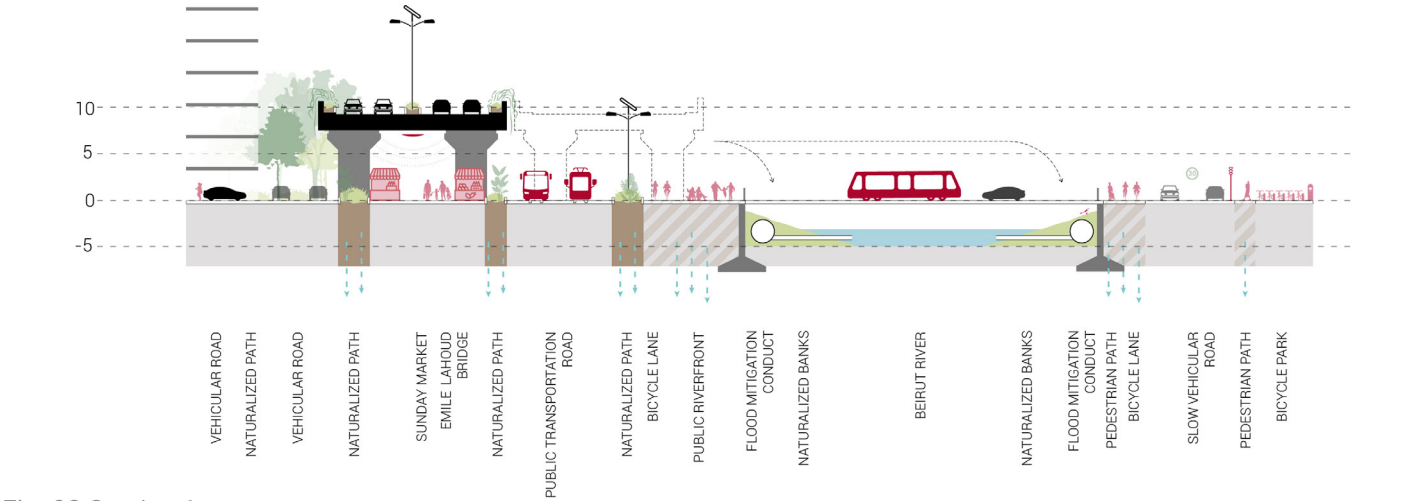 10
5
0
-5
30
VEHICULAR ROAD
NATURALIZED PATH
VEHICULAR ROAD
NATURALIZED PATH
SUNDAY MARKET
EMILE LAHOUD
BRIDGE
NATURALIZED PATH
PUBLIC TRANSPORTATION
ROAD
NATURALIZED PATH
BICYCLE LANE
PUBLIC RIVERFRONT
FLOOD MITIGATION
CONDUCT
NATURALIZED BANKS
BEIRUT RIVER
NATURALIZED BANKS
FLOOD MITIGATION
CONDUCT
PEDESTRIAN PATH
BICYCLE LANE
SLOW VEHICULAR
ROAD
PEDESTRIAN PATH
BICYCLE PARK